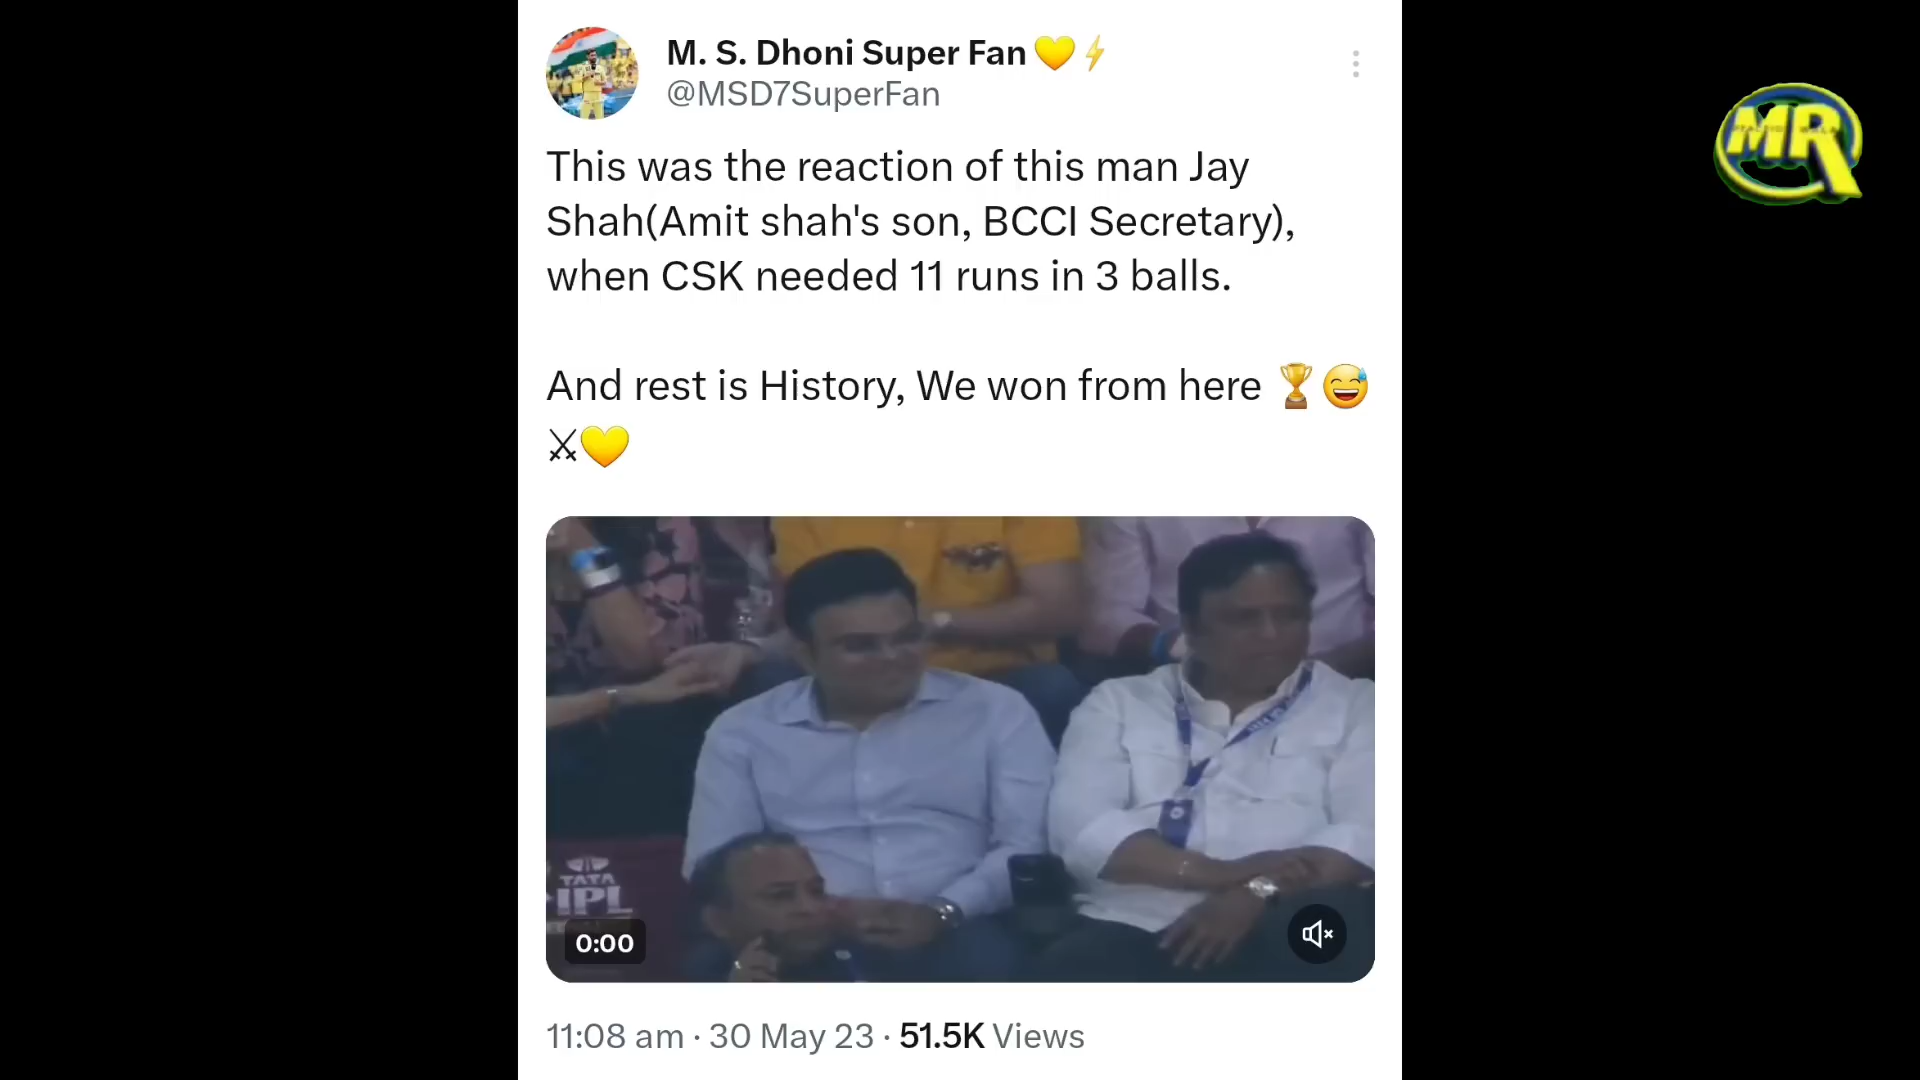 M. S. Dhoni Super Fan 💛⚡
@MSD7SuperFan
MR
This was the reaction of this man Jay
Shah(Amit shah's son, BCCI Secretary),
when CSK needed 11 runs in 3 balls.
And rest is History, We won from here 🏆😅
⚔💛
TATA
IPL
0:00
11:08 am · 30 May 23 · 51.5K Views